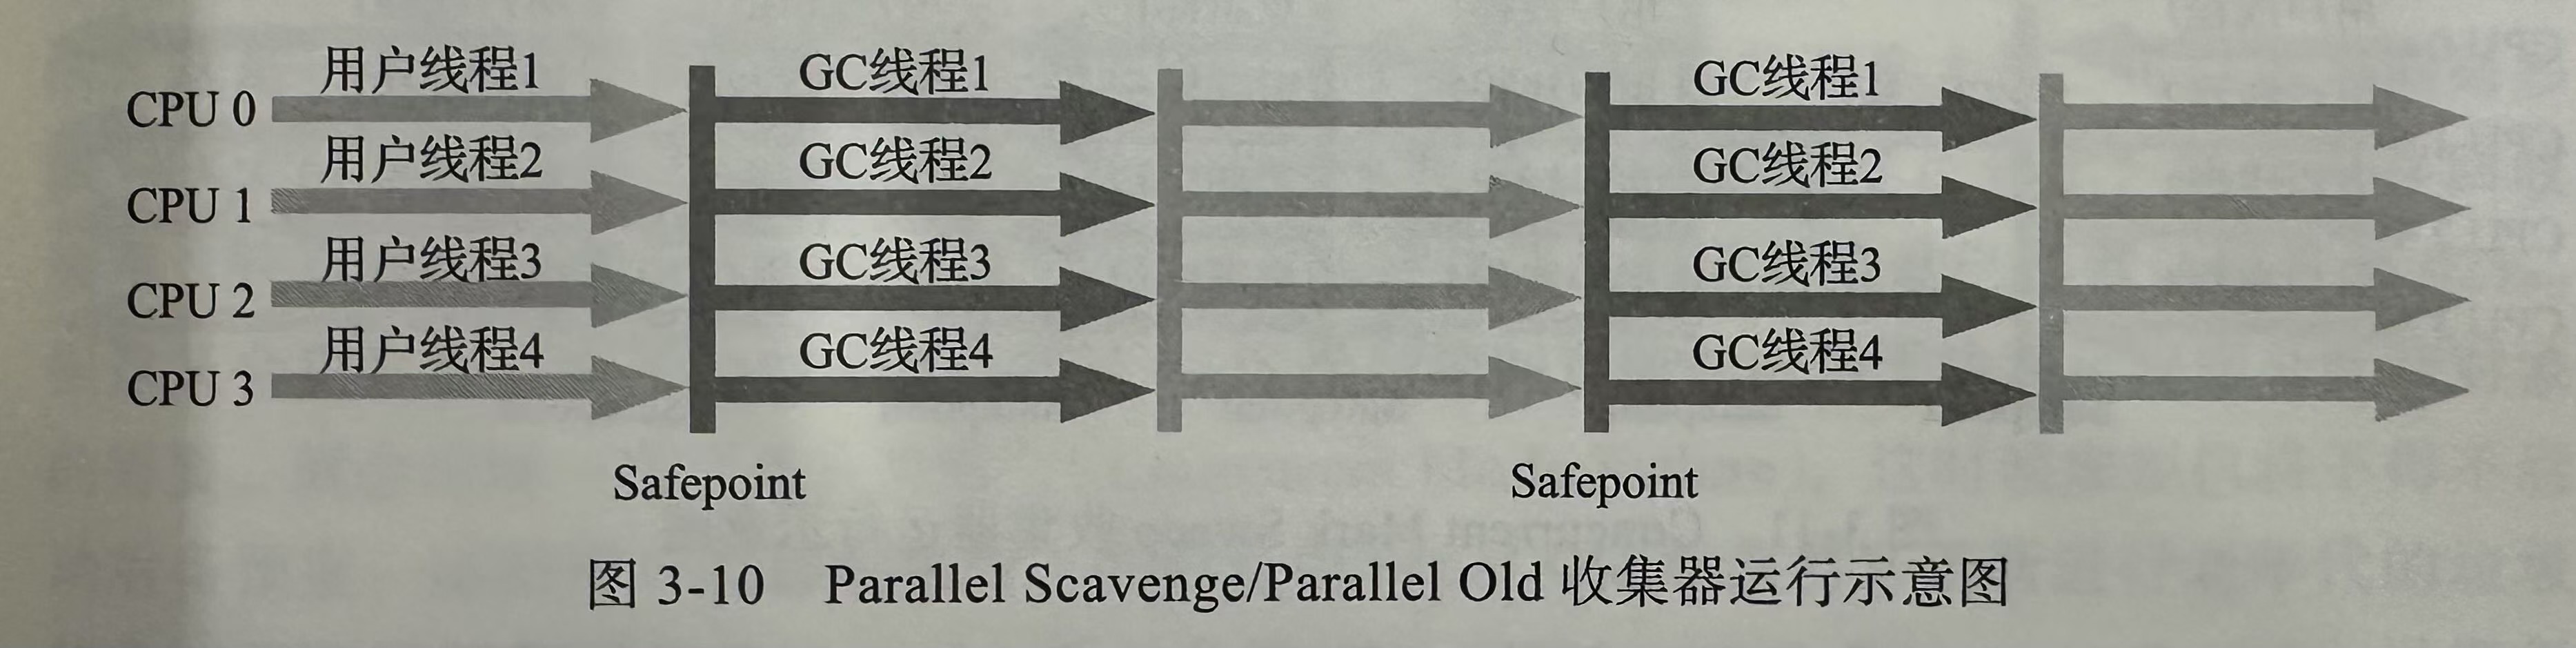 用户线程1 GC线程1 GC线程1
CPU 0
用户线程2 GC线程2 GC线程2
CPU 1
用户线程3 GC线程3 GC线程3
CPU 2
用户线程4 GC线程4 GC线程4
CPU 3
Safepoint Safepoint
图 3-10 Parallel Scavenge/Parallel Old 收集器运行示意图